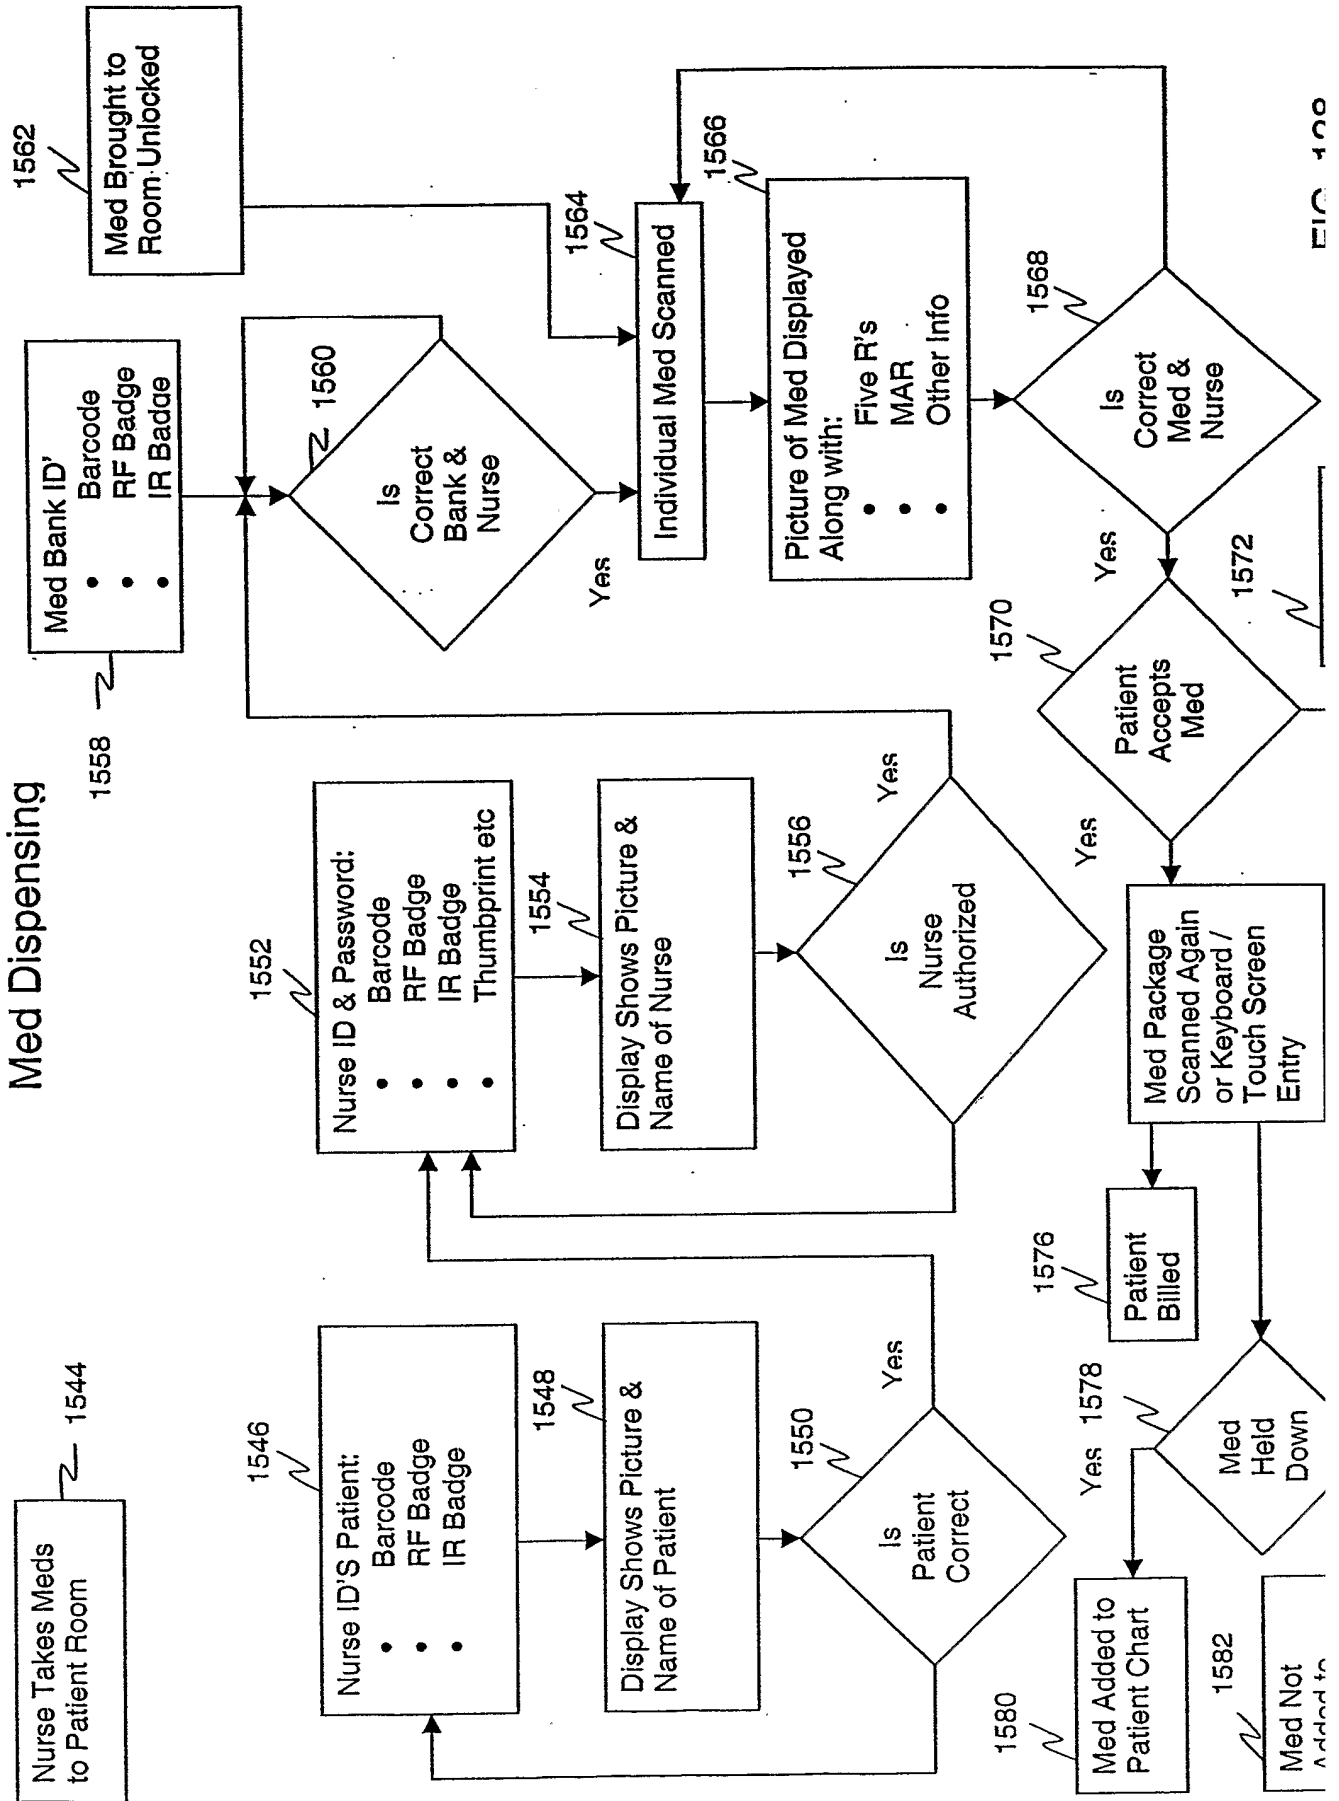 Med Dispensing
Nurse Takes Meds
to Patient Room
1544
1546
Nurse ID'S Patient:
• Barcode
• RF Badge
• IR Badge
1548
Display Shows Picture &
Name of Patient
1550
Is
Patient
Correct
Yes
1552
Nurse ID & Password:
• Barcode
• RF Badge
• IR Badge
• Thumbprint etc
1554
Display Shows Picture &
Name of Nurse
1556
Is
Nurse
Authorized
Yes
1558
Med Bank ID'
• Barcode
• RF Badge
• IR Badge
1560
Is
Correct
Bank &
Nurse
Yes
1562
Med Brought to
Room Unlocked
1564
Individual Med Scanned
1566
Picture of Med Displayed
Along with:
• Five R's
• MAR
• Other Info
1568
Is
Correct
Med &
Nurse
Yes
1570
Patient
Accepts
Med
Yes
1572
Med Package
Scanned Again
or Keyboard /
Touch Screen
Entry
1576
Patient
Billed
1578
Med
Held
Down
Yes
1580
Med Added to
Patient Chart
1582
Med Not
Added to